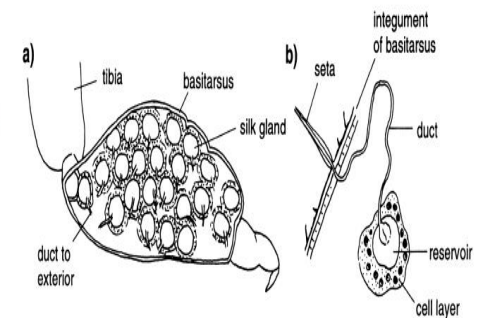 a)
tibia
basitarsus
silk gland
duct to
exterior
b)
integument
of basitarsus
seta
duct
reservoir
cell layer